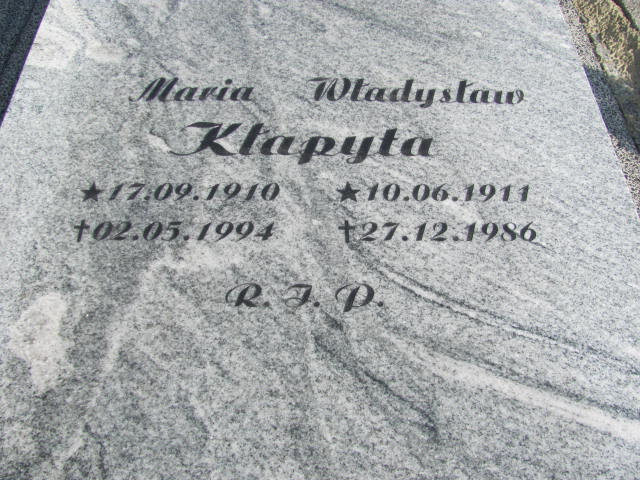 Maria Władysław
Kłapyta
★17.09.1910 ★10.06.1911
†02.05.1994 †27.12.1986
R. I. P.